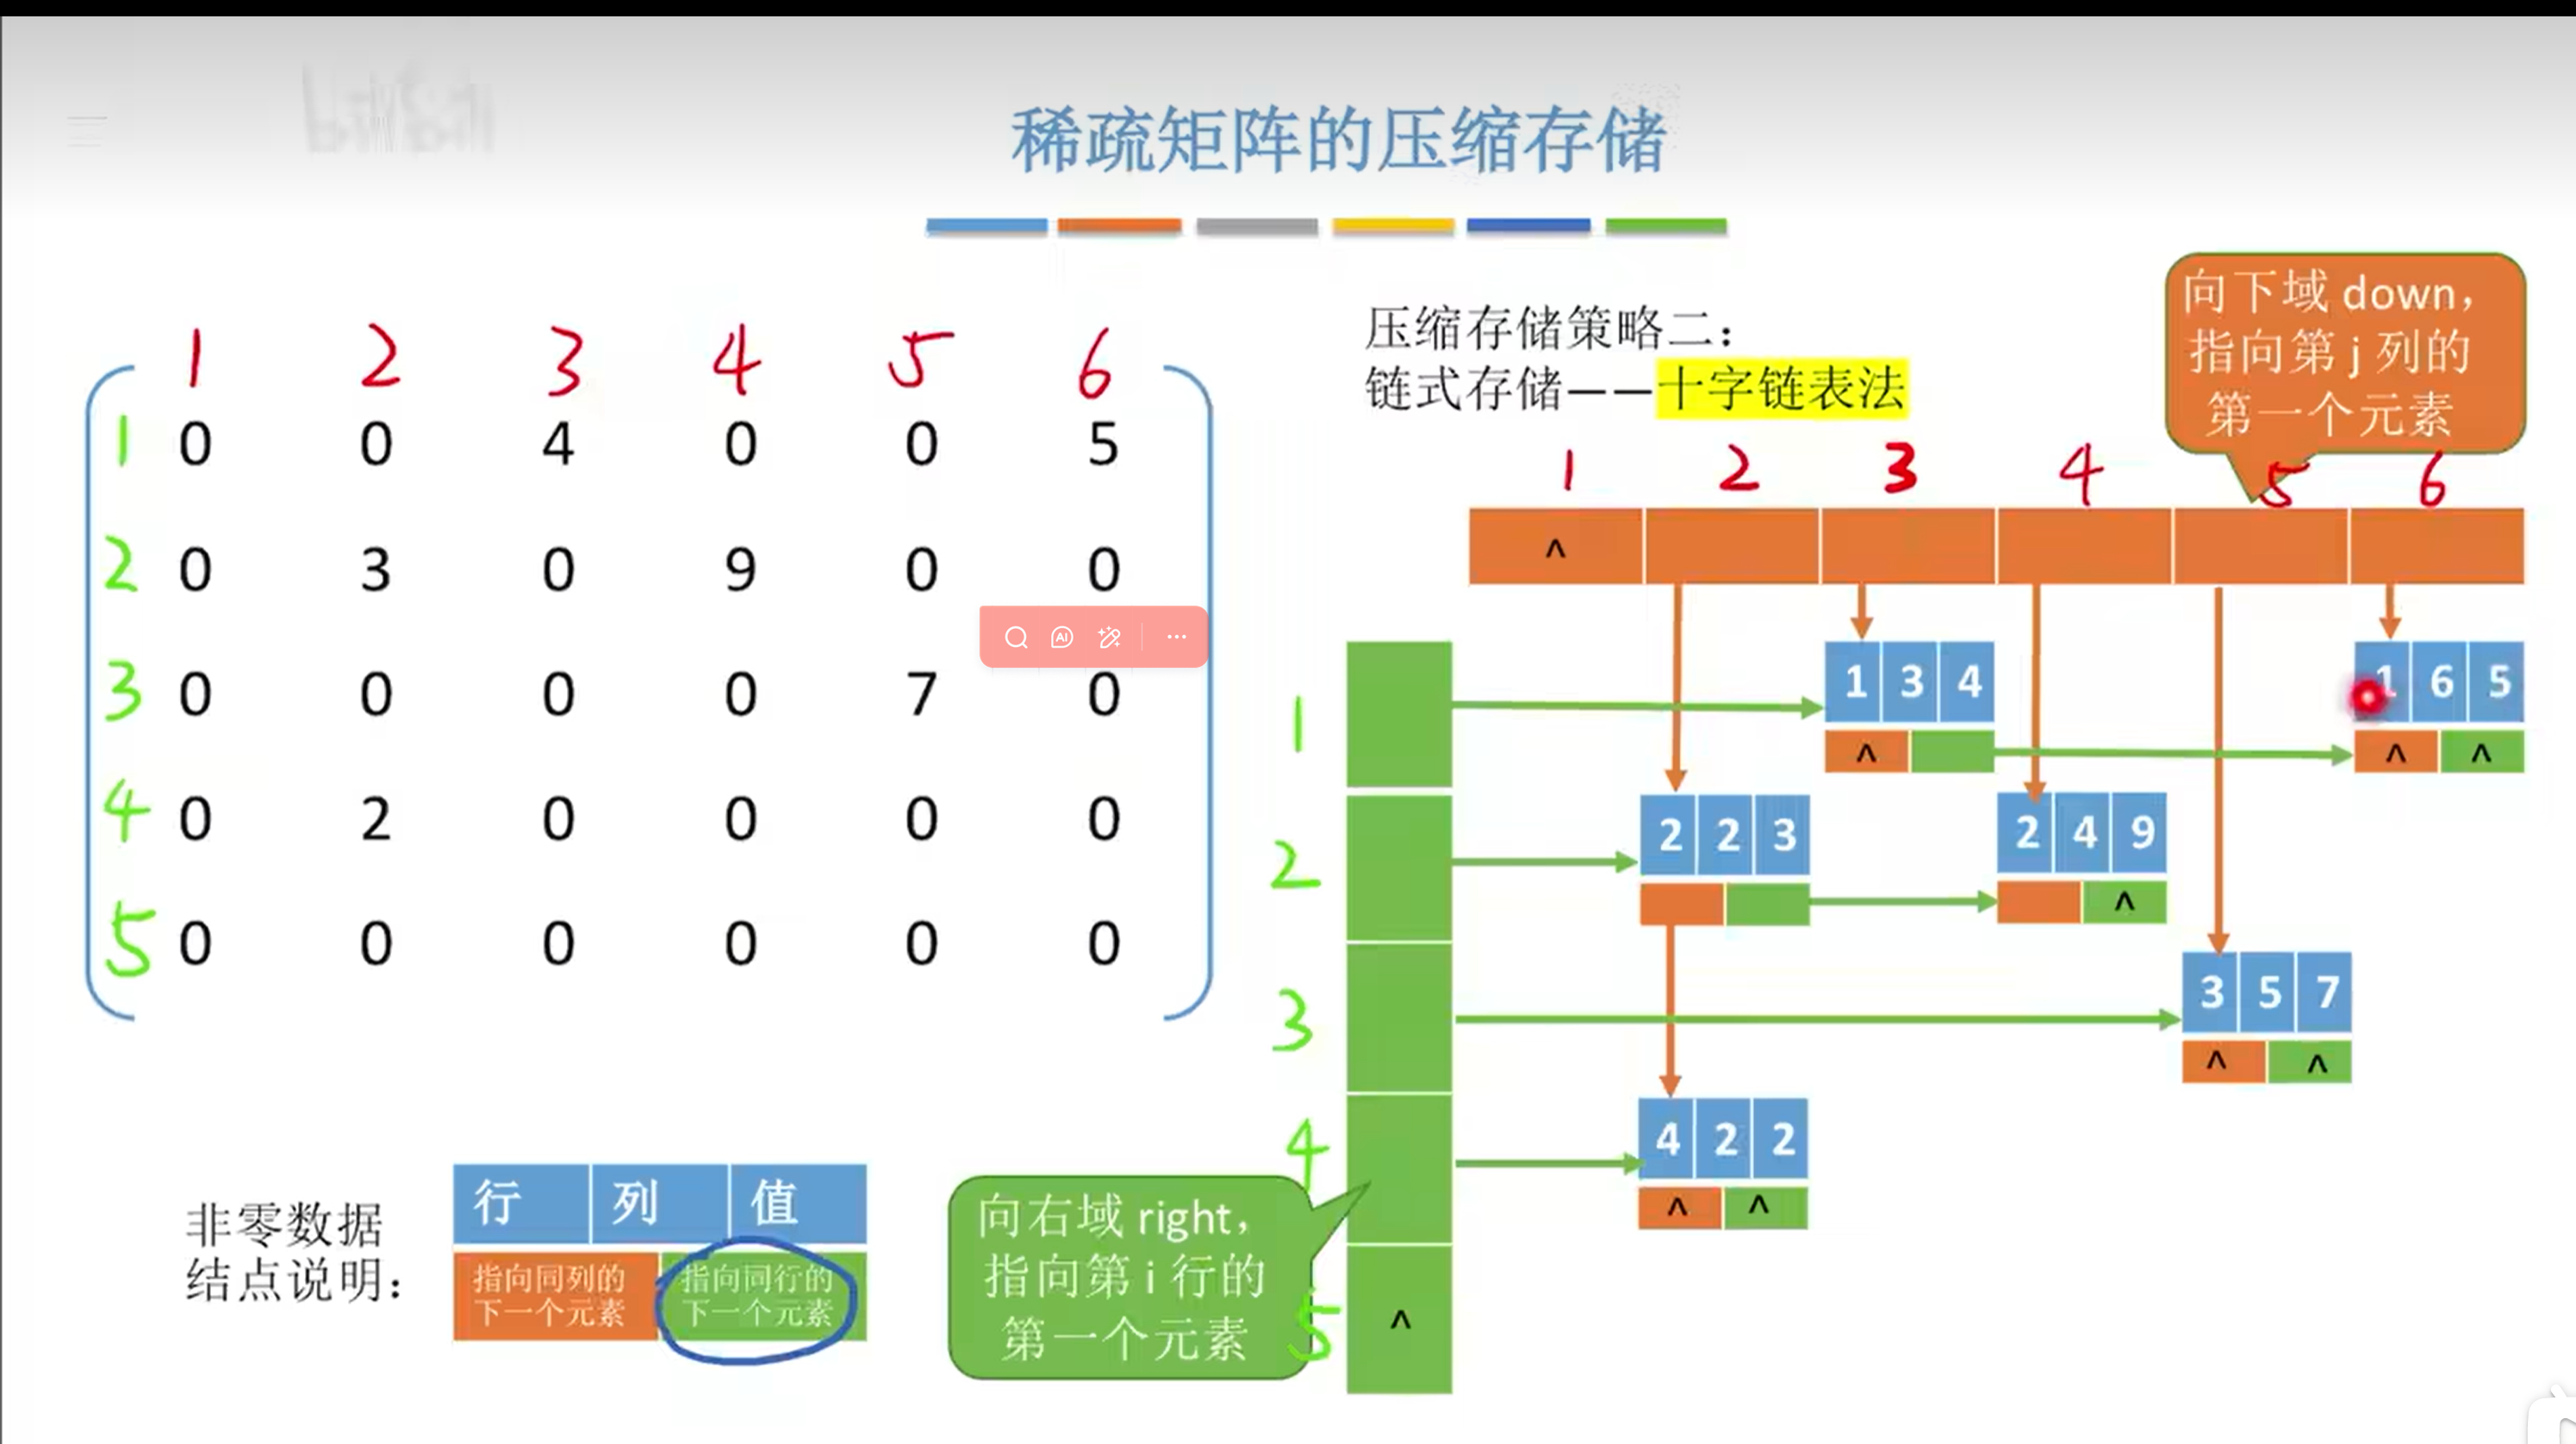 稀疏矩阵的压缩存储
1 2 3 4 5 6
1 0 0 4 0 0 5
2 0 3 0 9 0 0
3 0 0 0 0 7 0
4 0 2 0 0 0 0
5 0 0 0 0 0 0
非零数据
结点说明：
行 列 值
指向同列的
下一个元素
指向同行的
下一个元素
压缩存储策略二：
链式存储——十字链表法
向下域 down，
指向第 j 列的
第一个元素
1 2 3 4 5 6
^
1
1 3 4
^
1 6 5
^ ^
2
2 2 3
2 4 9
^
3
3 5 7
^ ^
4
4 2 2
^ ^
5
^
向右域 right，
指向第 i 行的
第一个元素
AI